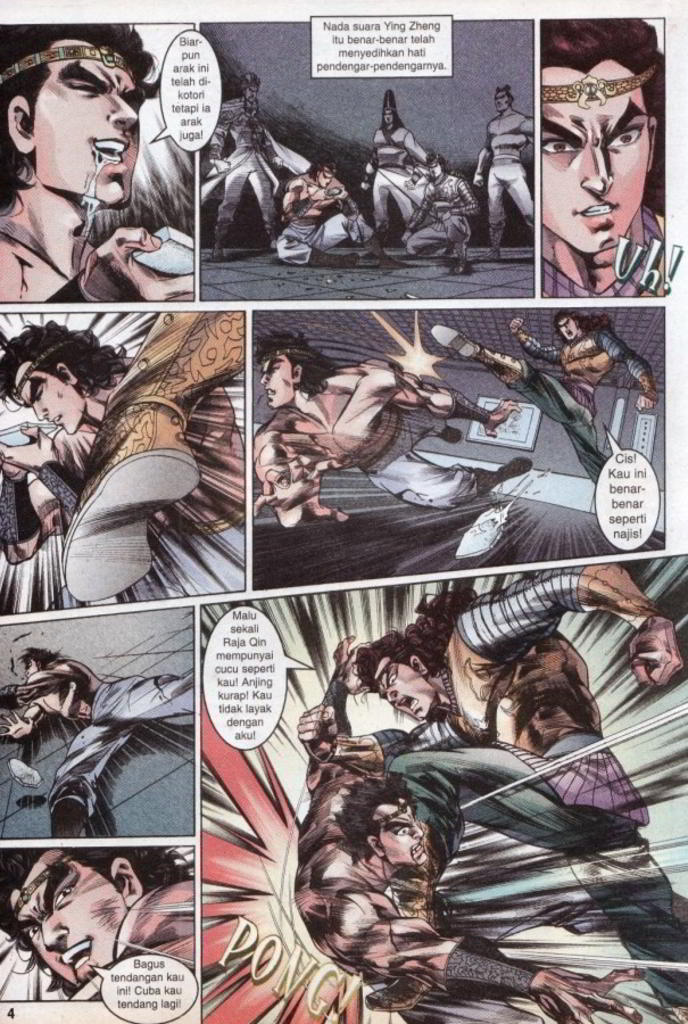 Biar-
pun
arak ini
telah di-
kotori
tetapi ia
arak
juga!
Nada suara Ying Zheng
itu benar-benar telah
menyedihkan hati
pendengar-pendengarnya.
Uh!
Cis!
Kau ini
benar-
benar
seperti
najis!
Malu
sekali
Raja Qin
mempunyai
cucu seperti
kau! Anjing
kurap! Kau
tidak layak
dengan
aku!
PONG!
Bagus
tendangan kau
ini! Cuba kau
tendang lagi!
4